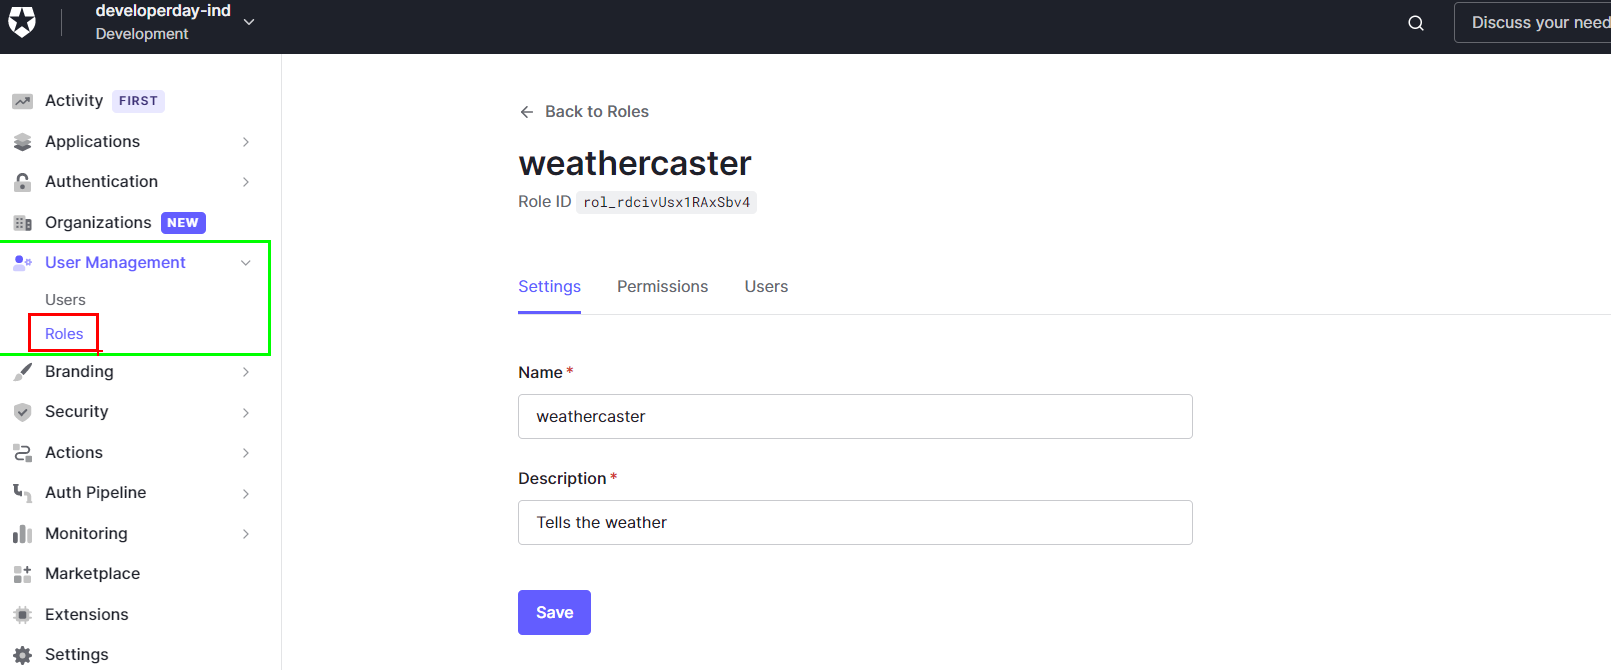 developerday-ind
Development
Discuss your need
Activity FIRST
Applications
Authentication
Organizations NEW
User Management
Users
Roles
Branding
Security
Actions
Auth Pipeline
Monitoring
Marketplace
Extensions
Settings
Back to Roles
weathercaster
Role ID rol_rdcivUsx1RAxSbv4
Settings Permissions Users
Name *
weathercaster
Description *
Tells the weather
Save